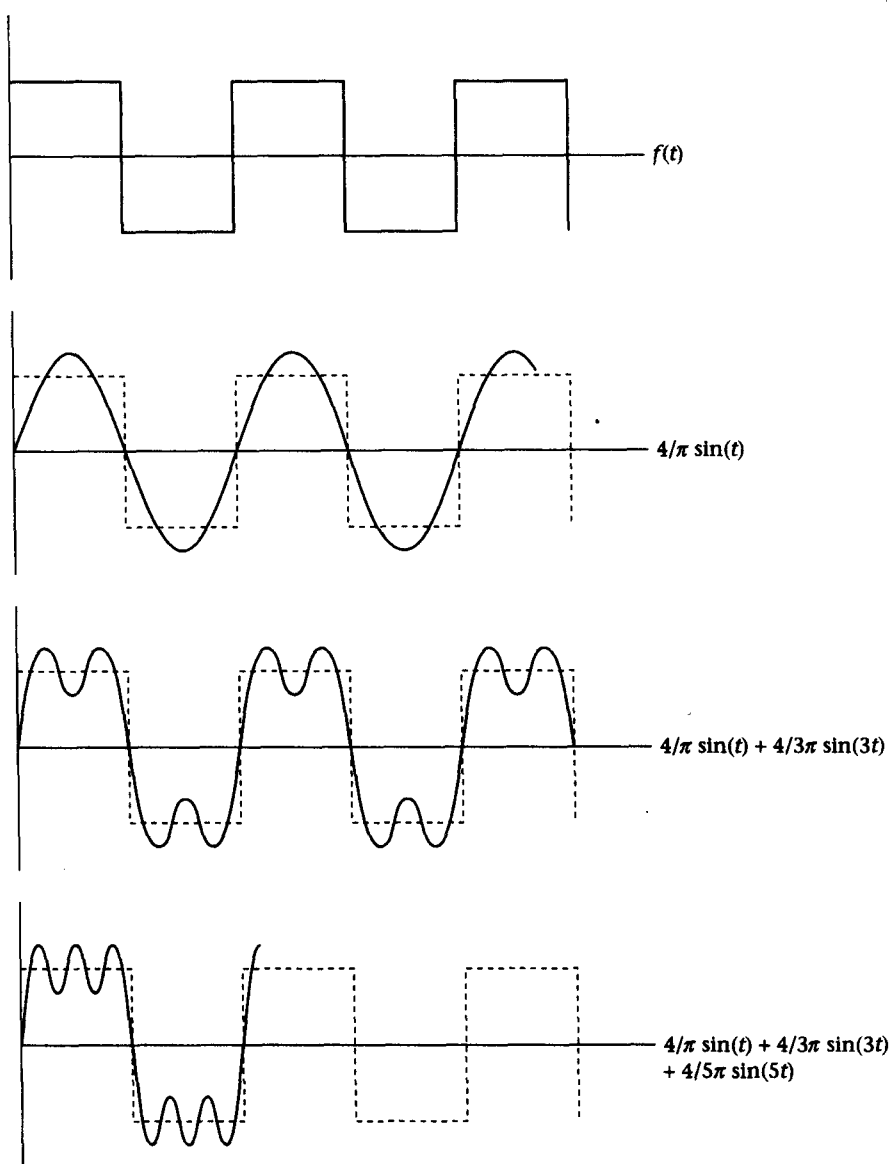 f(t)
4/π sin(t)
4/π sin(t) + 4/3π sin(3t)
4/π sin(t) + 4/3π sin(3t)
+ 4/5π sin(5t)